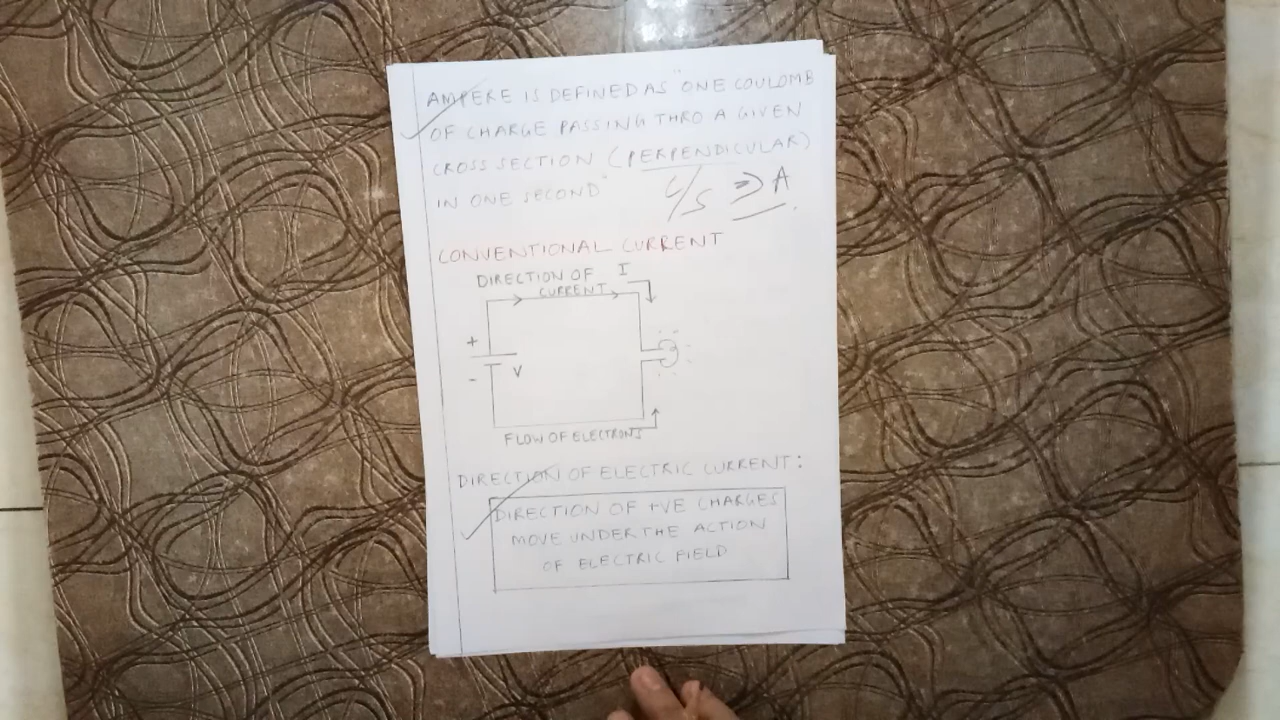 AMPERE IS DEFINED AS "ONE COULOMB
OF CHARGE PASSING THRO A GIVEN
CROSS SECTION (PERPENDICULAR)
IN ONE SECOND"
C/S => A
CONVENTIONAL CURRENT
DIRECTION OF I
CURRENT
+
- V
FLOW OF ELECTRONS
DIRECTION OF ELECTRIC CURRENT:
DIRECTION OF +VE CHARGES
MOVE UNDER THE ACTION
OF ELECTRIC FIELD